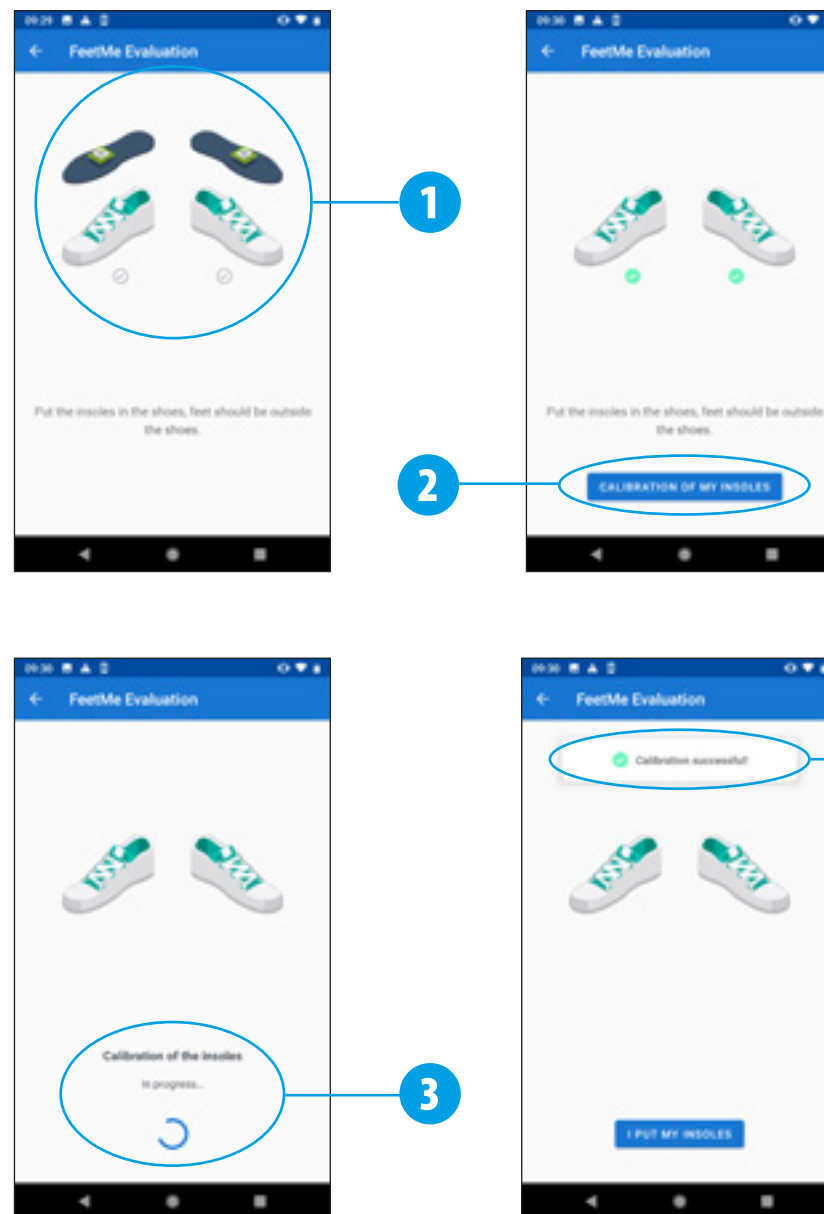 09:29
FeetMe Evaluation
Put the insoles in the shoes, feet should be outside
the shoes.
1
09:30
FeetMe Evaluation
Put the insoles in the shoes, feet should be outside
the shoes.
CALIBRATION OF MY INSOLES
2
09:30
FeetMe Evaluation
Calibration of the insoles
In progress...
3
09:30
FeetMe Evaluation
Calibration successful!
I PUT MY INSOLES